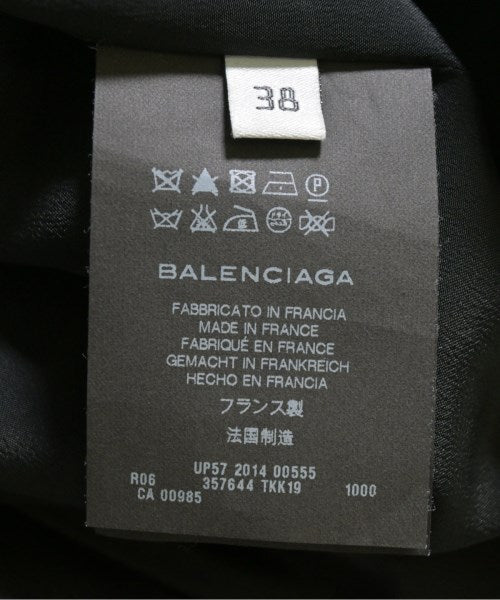 38
P
BALENCIAGA
FABBRICATO IN FRANCIA
MADE IN FRANCE
FABRIQUÉ EN FRANCE
GEMACHT IN FRANKREICH
HECHO EN FRANCIA
フランス製
法国制造
UP57 2014 00555
R06 357644 TKK19 1000
CA 00985